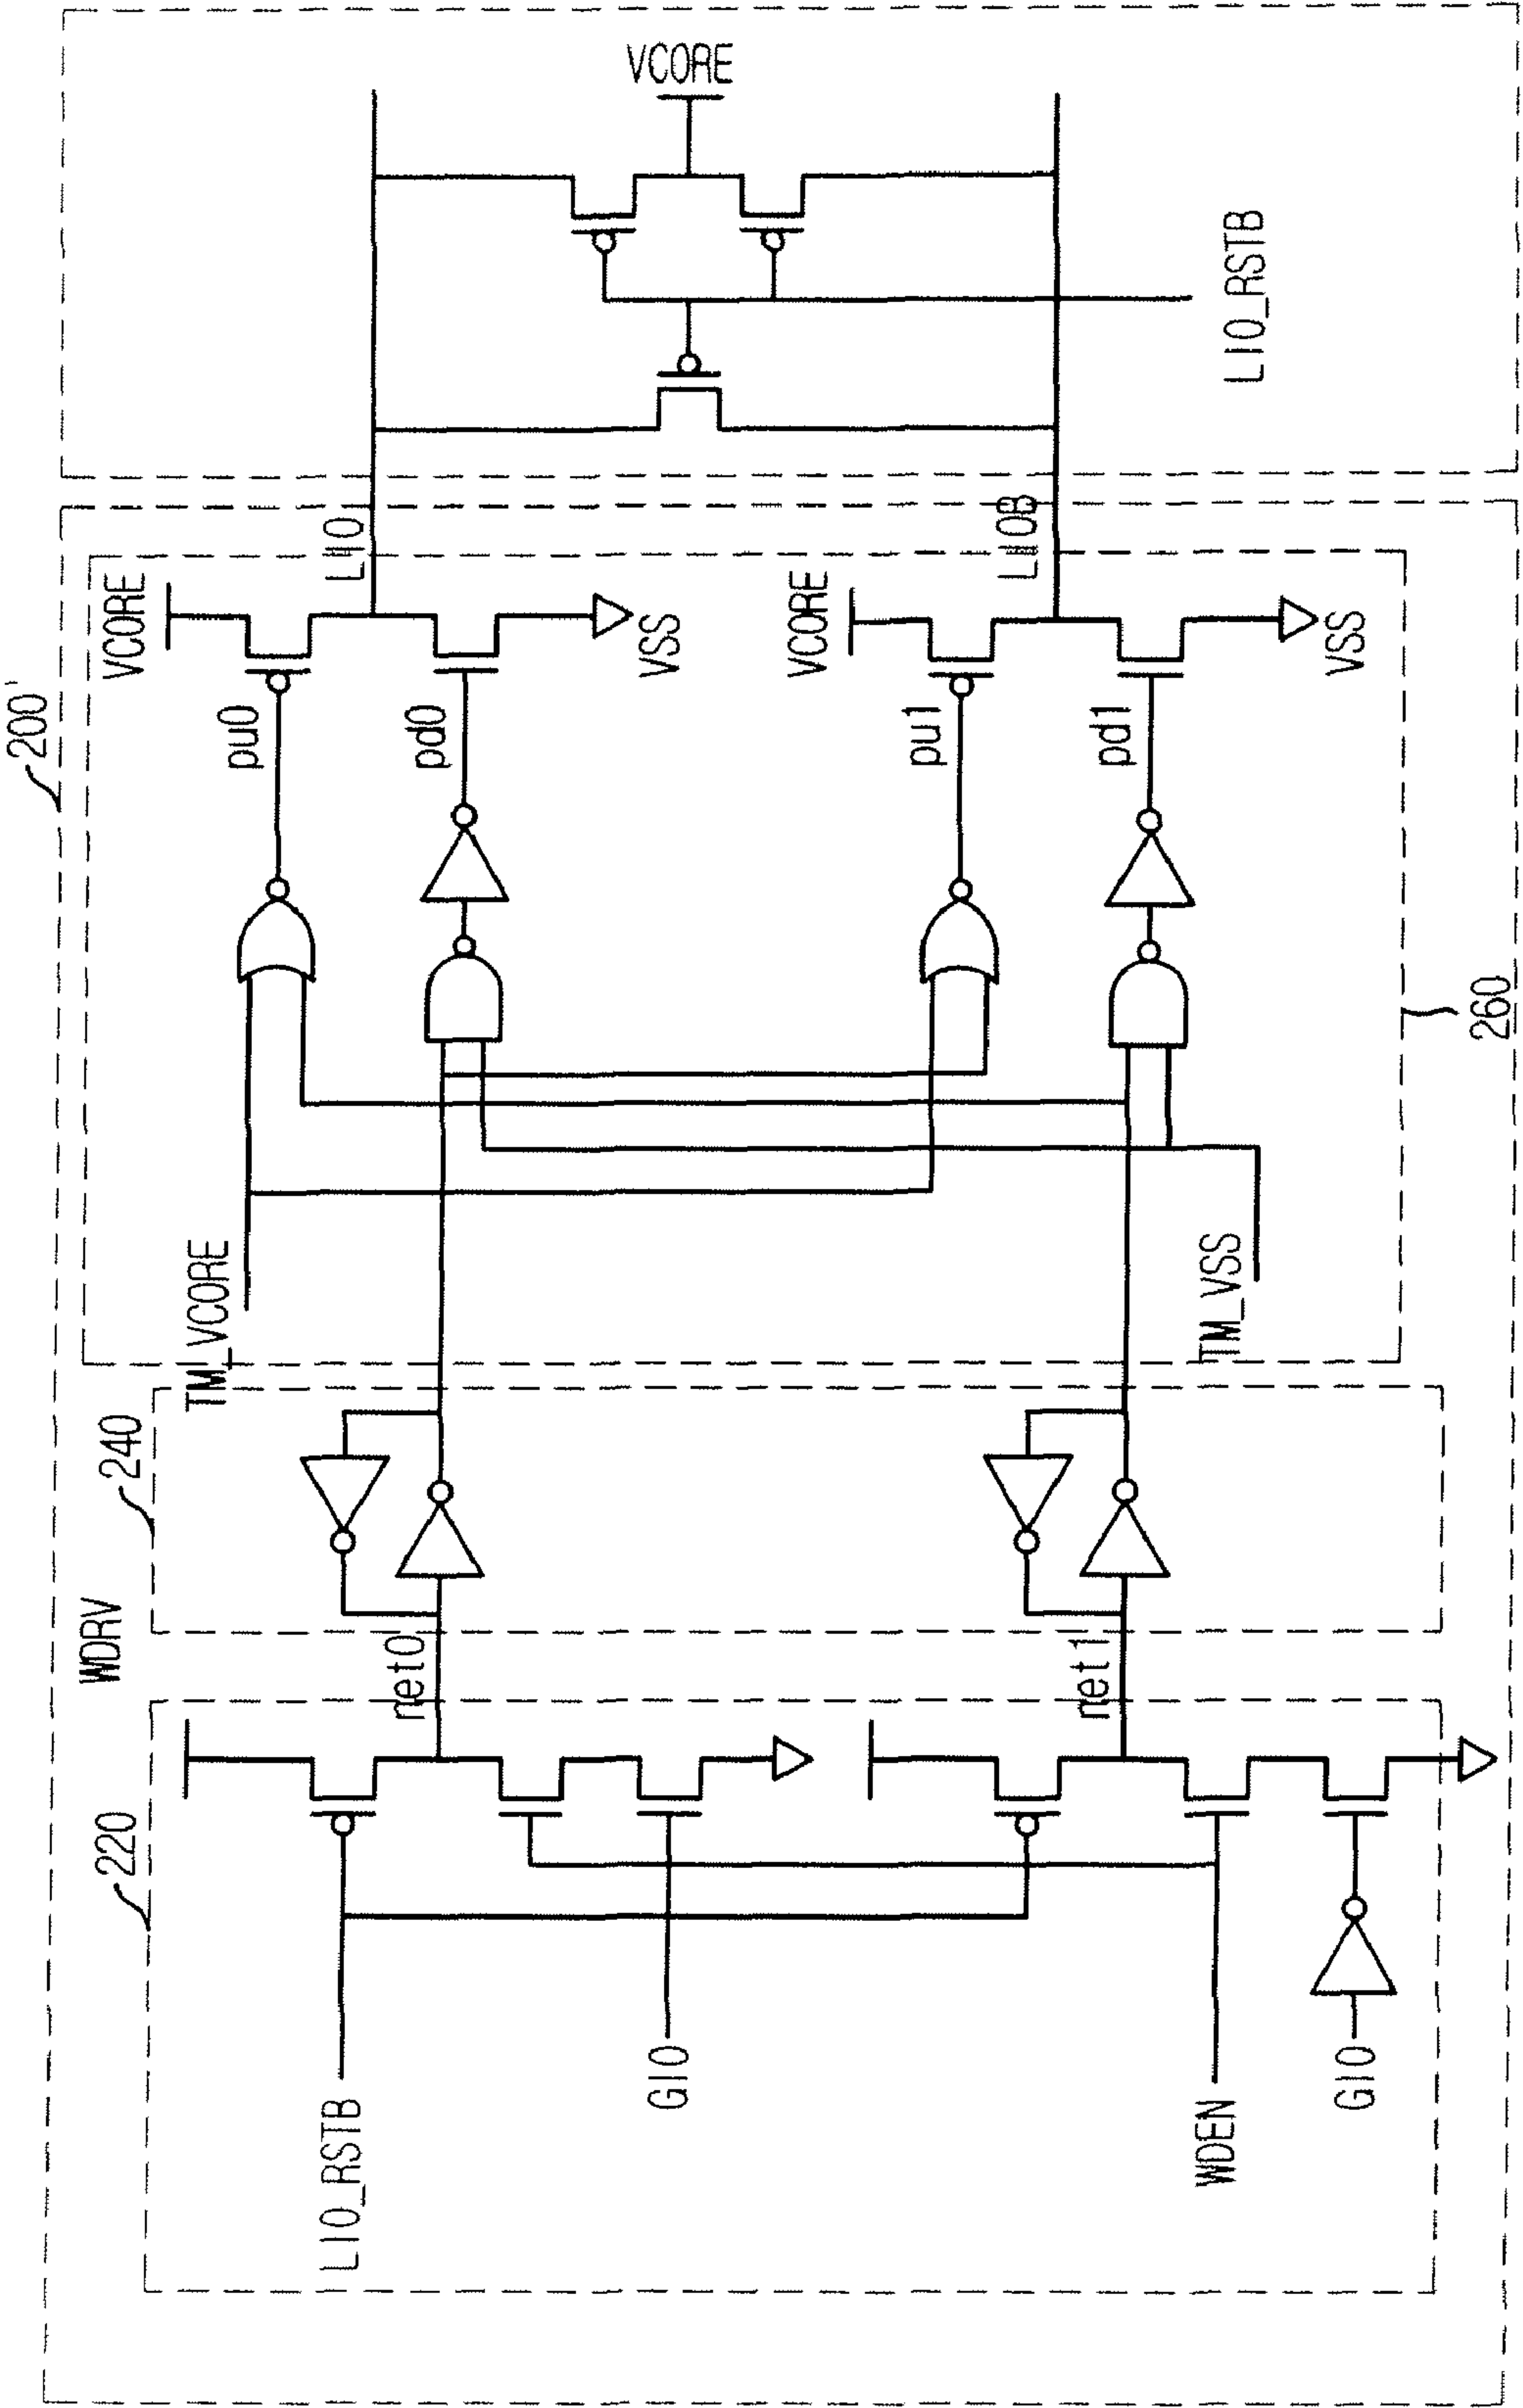 200'
VCORE
LIO_RSTB
LIO
LIOB
VCORE
pu0
pd0
VSS
VCORE
pu1
pd1
VSS
260
TM_VCORE
TM_VSS
240
WDRV
net0
net1
220
LIO_RSTB
GIO
WDEN
GIO